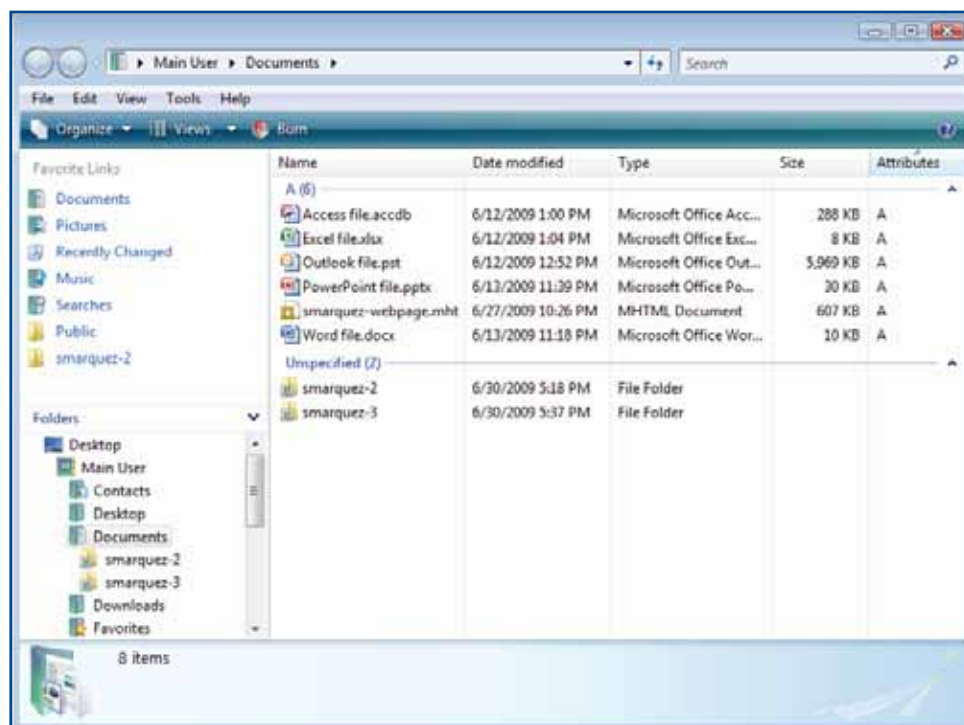 Main User Documents
Search
File Edit View Tools Help
Organize Views Burn
Favorite Links
Documents
Pictures
Recently Changed
Music
Searches
Public
smarquez-2
Folders
Desktop
Main User
Contacts
Desktop
Documents
smarquez-2
smarquez-3
Downloads
Favorites
Name Date modified Type Size Attributes
A (6)
Access file.accdb 6/12/2009 1:00 PM Microsoft Office Acc... 288 KB A
Excel file.xlsx 6/12/2009 1:04 PM Microsoft Office Exc... 8 KB A
Outlook file.pst 6/12/2009 12:52 PM Microsoft Office Out... 5,969 KB A
PowerPoint file.pptx 6/13/2009 11:39 PM Microsoft Office Po... 30 KB A
smarquez-webpage.mht 6/27/2009 10:26 PM MHTML Document 607 KB A
Word file.docx 6/13/2009 11:18 PM Microsoft Office Wor... 10 KB A
Unspecified (2)
smarquez-2 6/30/2009 5:18 PM File Folder
smarquez-3 6/30/2009 5:37 PM File Folder
8 items